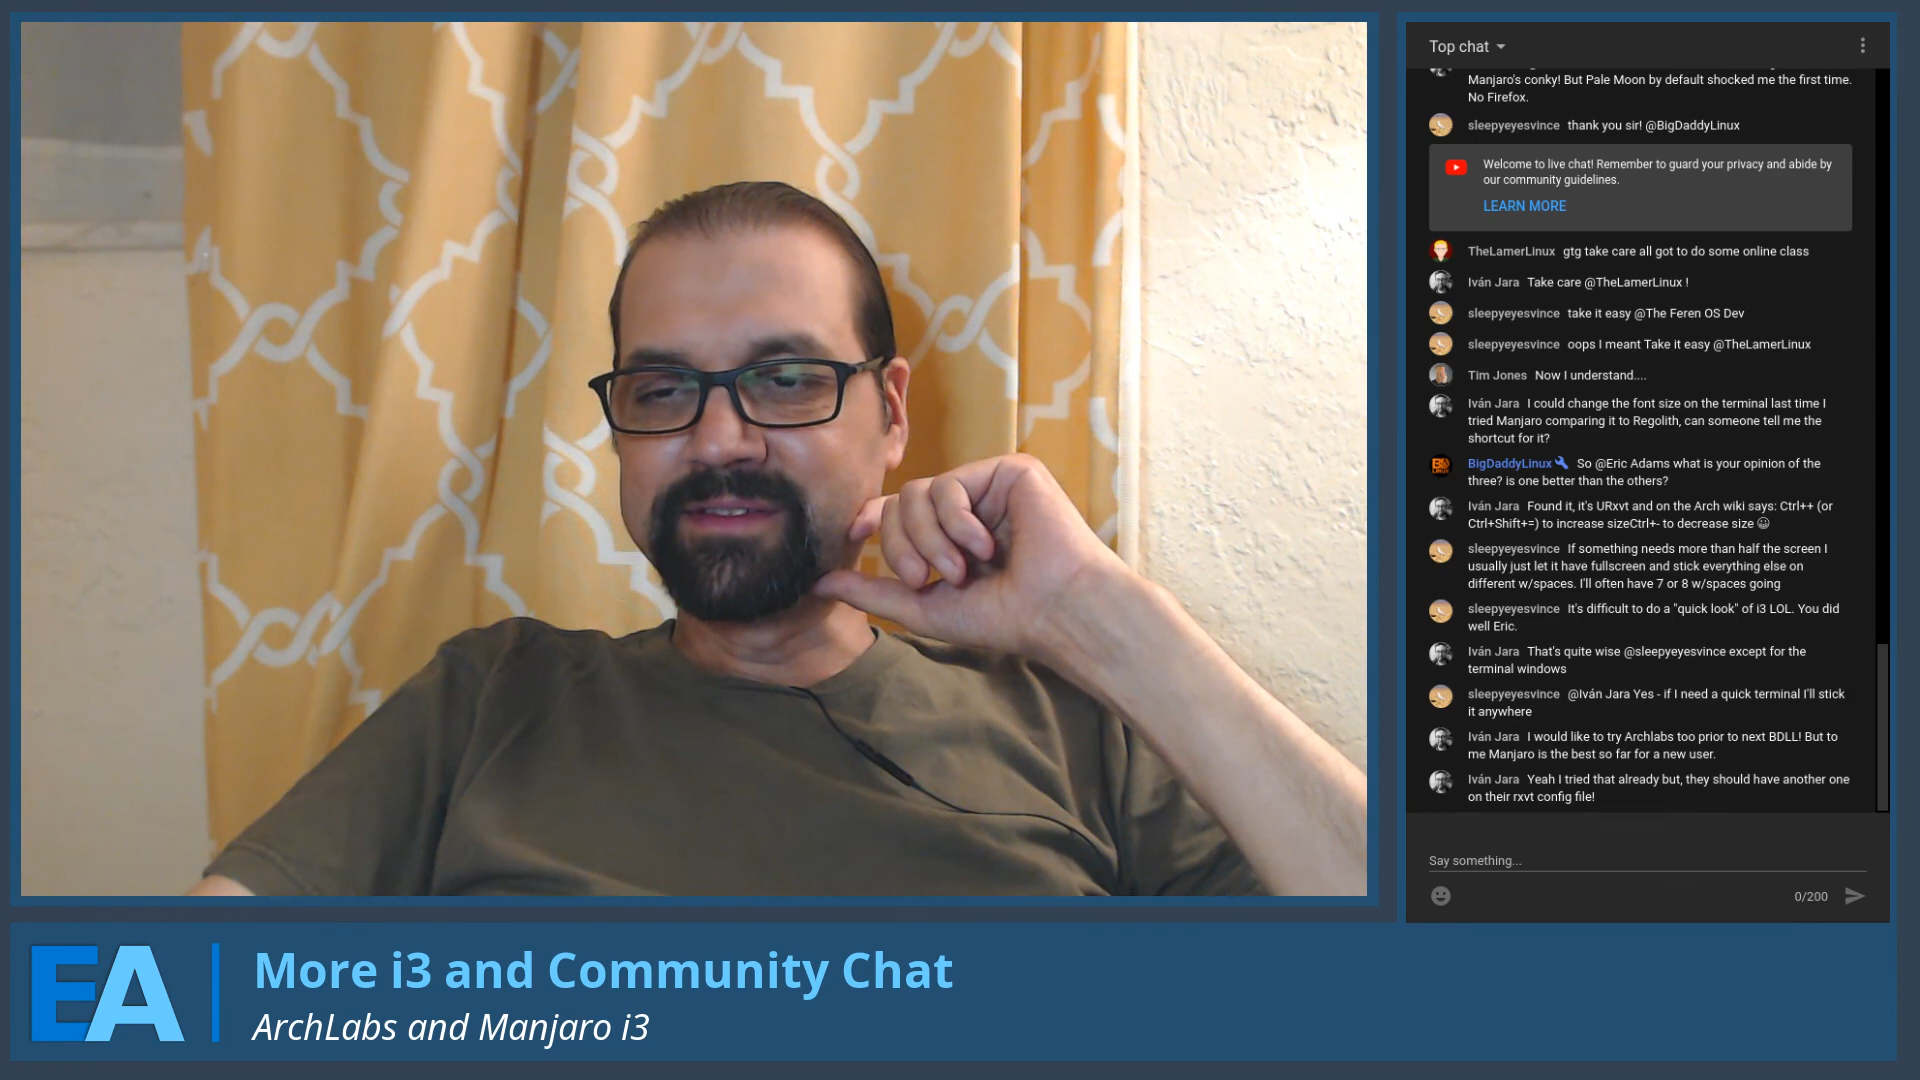 Top chat
Manjaro's conky! But Pale Moon by default shocked me the first time.
No Firefox.
sleepyeyesvince thank you sir! @BigDaddyLinux
Welcome to live chat! Remember to guard your privacy and abide by
our community guidelines.
LEARN MORE
TheLamerLinux gtg take care all got to do some online class
Iván Jara Take care @TheLamerLinux !
sleepyeyesvince take it easy @The Feren OS Dev
sleepyeyesvince oops I meant Take it easy @TheLamerLinux
Tim Jones Now I understand....
Iván Jara I could change the font size on the terminal last time I
tried Manjaro comparing it to Regolith, can someone tell me the
shortcut for it?
BigDaddyLinux So @Eric Adams what is your opinion of the
three? is one better than the others?
Iván Jara Found it, it's URxvt and on the Arch wiki says: Ctrl++ (or
Ctrl+Shift+=) to increase sizeCtrl+- to decrease size 😀
sleepyeyesvince If something needs more than half the screen I
usually just let it have fullscreen and stick everything else on
different w/spaces. I'll often have 7 or 8 w/spaces going
sleepyeyesvince It's difficult to do a "quick look" of i3 LOL. You did
well Eric.
Iván Jara That's quite wise @sleepyeyesvince except for the
terminal windows
sleepyeyesvince @Iván Jara Yes - if I need a quick terminal I'll stick
it anywhere
Iván Jara I would like to try Archlabs too prior to next BDLL! But to
me Manjaro is the best so far for a new user.
Iván Jara Yeah I tried that already but, they should have another one
on their rxvt config file!
Say something...
0/200
EA
More i3 and Community Chat
ArchLabs and Manjaro i3